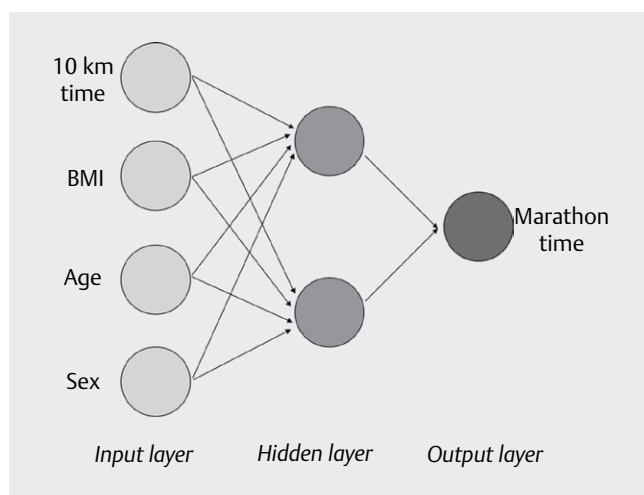 10 km
time
BMI
Age
Sex
Marathon
time
Input layer
Hidden layer
Output layer